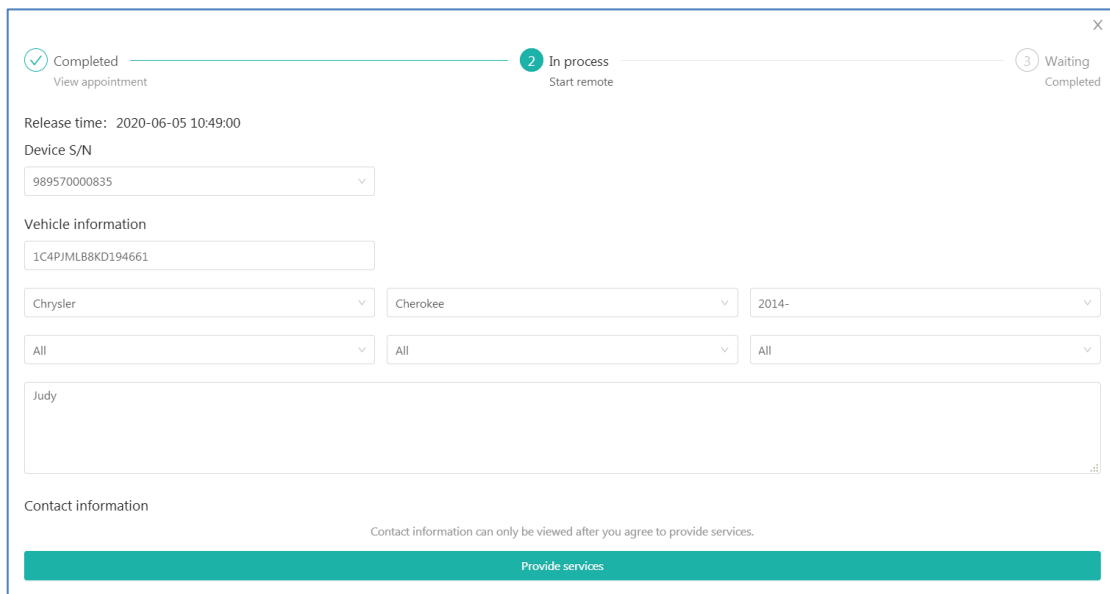 X
Completed 2 In process 3 Waiting
View appointment Start remote Completed
Release time: 2020-06-05 10:49:00
Device S/N
989570000835
Vehicle information
1C4PJMLB8KD194661
Chrysler Cherokee 2014-
All All All
Judy
Contact information
Contact information can only be viewed after you agree to provide services.
Provide services